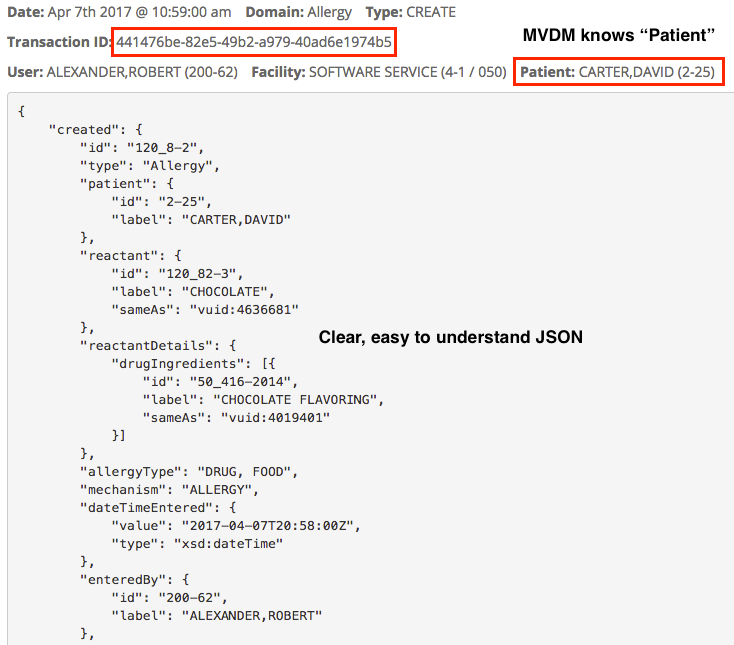 Date: Apr 7th 2017 @ 10:59:00 am Domain: Allergy Type: CREATE
Transaction ID: 441476be-82e5-49b2-a979-40ad6e1974b5 MVDM knows “Patient”
User: ALEXANDER,ROBERT (200-62) Facility: SOFTWARE SERVICE (4-1 / 050) Patient: CARTER,DAVID (2-25)
{
    "created": {
        "id": "120_8-2",
        "type": "Allergy",
        "patient": {
            "id": "2-25",
            "label": "CARTER,DAVID"
        },
        "reactant": {
            "id": "120_82-3",
            "label": "CHOCOLATE",
            "sameAs": "vuid:4636681"
        },
Clear, easy to understand JSON
        "reactantDetails": {
            "drugIngredients": [{
                "id": "50_416-2014",
                "label": "CHOCOLATE FLAVORING",
                "sameAs": "vuid:4019401"
            }]
        },
        "allergyType": "DRUG, FOOD",
        "mechanism": "ALLERGY",
        "dateTimeEntered": {
            "value": "2017-04-07T20:58:00Z",
            "type": "xsd:dateTime"
        },
        "enteredBy": {
            "id": "200-62",
            "label": "ALEXANDER,ROBERT"
        },